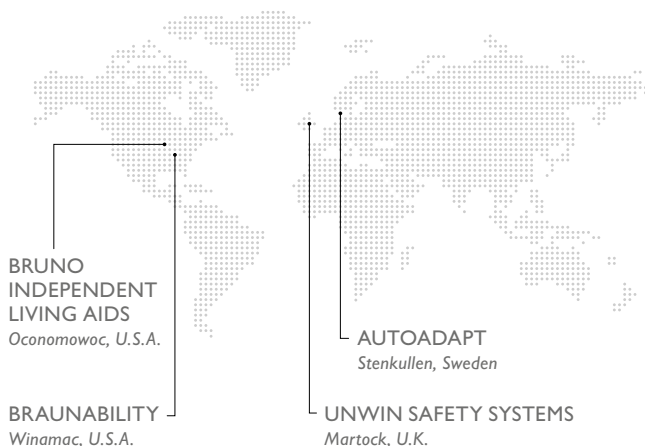 BRUNO
INDEPENDENT
LIVING AIDS
Oconomowoc, U.S.A.
AUTOADAPT
Stenkullen, Sweden
BRAUNABILITY
Winamac, U.S.A.
UNWIN SAFETY SYSTEMS
Martock, U.K.